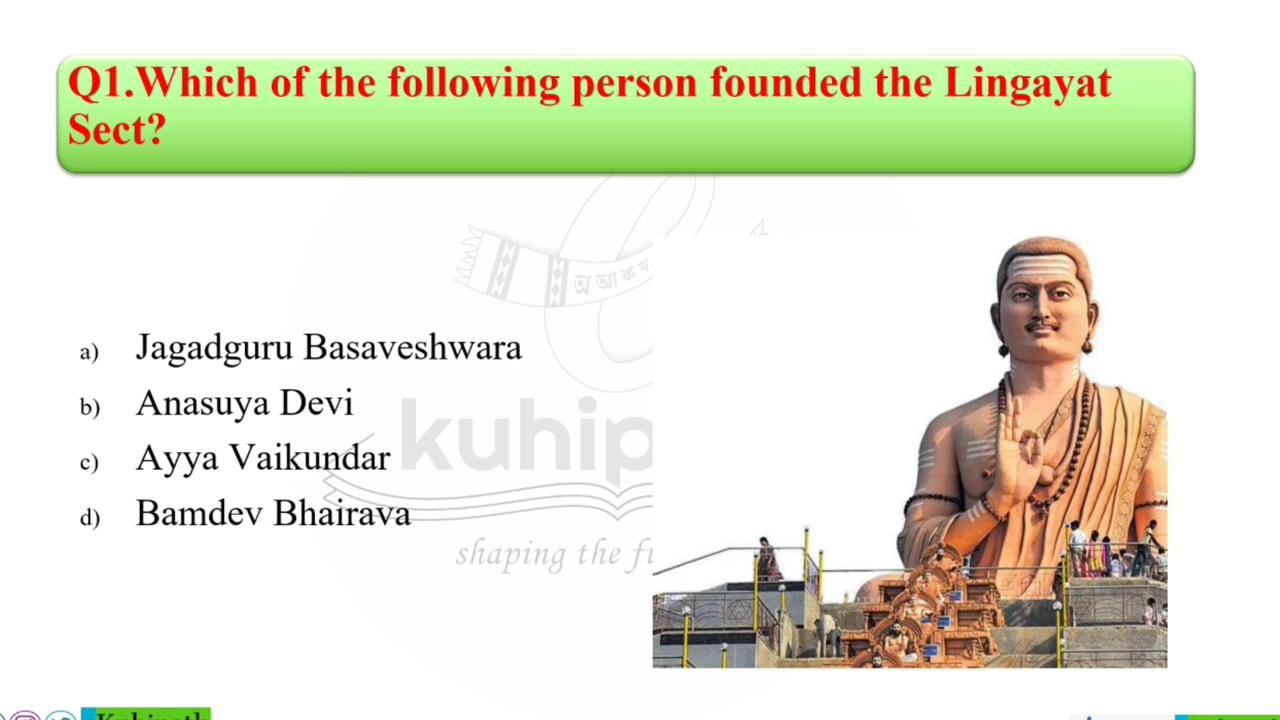 Q1.Which of the following person founded the Lingayat
Sect?
অ আ ক খ
a) Jagadguru Basaveshwara
b) Anasuya Devi
kuhip
c) Ayya Vaikundar
d) Bamdev Bhairava
shaping the f